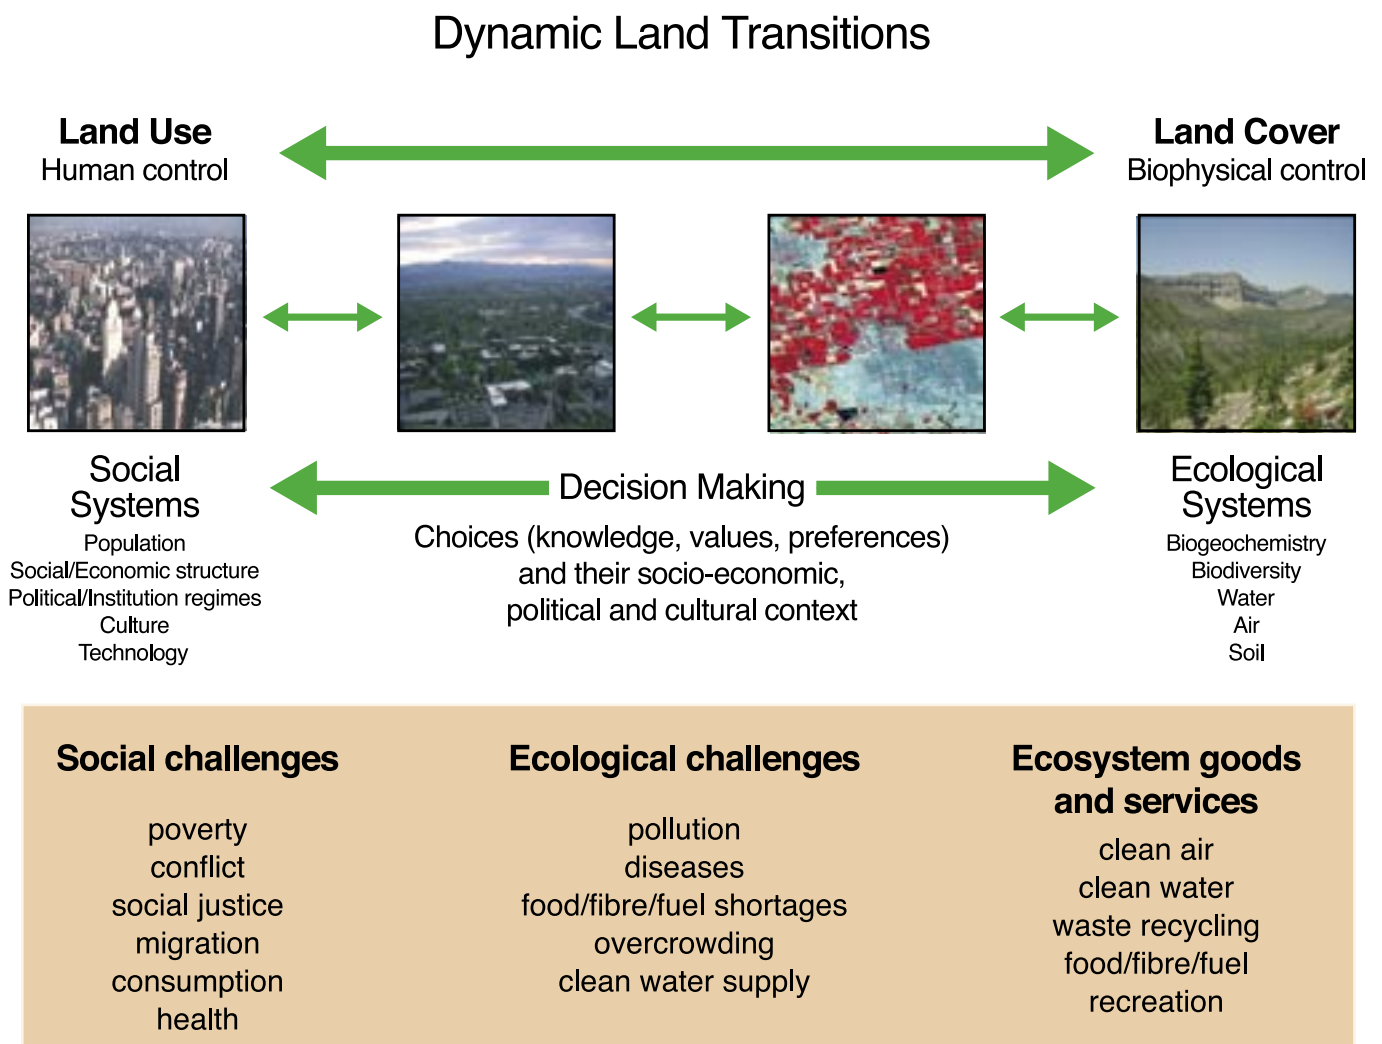 Dynamic Land Transitions
Land Use
Human control
Land Cover
Biophysical control
Social
Systems
Population
Social/Economic structure
Political/Institution regimes
Culture
Technology
Decision Making
Choices (knowledge, values, preferences)
and their socio-economic,
political and cultural context
Ecological
Systems
Biogeochemistry
Biodiversity
Water
Air
Soil
Social challenges
poverty
conflict
social justice
migration
consumption
health
Ecological challenges
pollution
diseases
food/fibre/fuel shortages
overcrowding
clean water supply
Ecosystem goods
and services
clean air
clean water
waste recycling
food/fibre/fuel
recreation